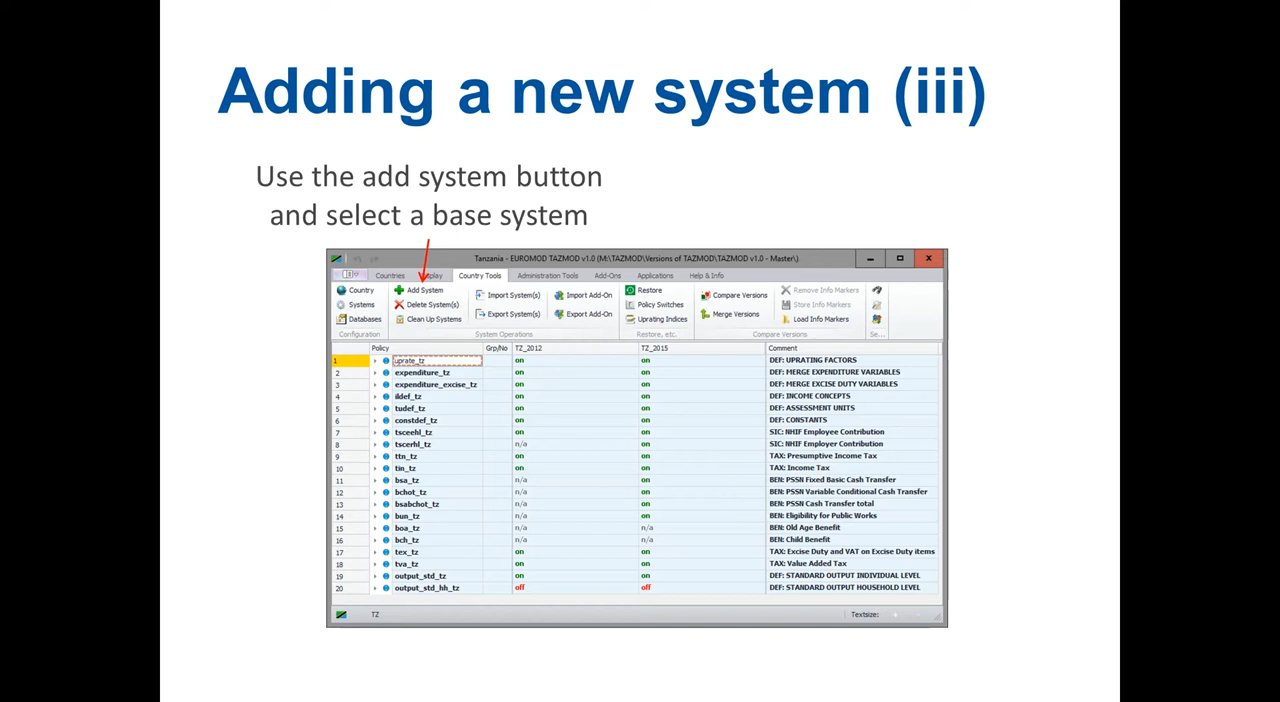 Adding a new system (iii)
Use the add system button
and select a base system
Tanzania - EUROMOD TAZMOD v1.0 (M:\TAZMOD\Versions of TAZMOD\TAZMOD v1.0 - Master\)
Countries Display Country Tools Administration Tools Add-Ons Applications Help & Info
Country Add System Import System(s) Import Add-On Restore Compare Versions Remove Info Markers
Systems Delete System(s) Export System(s) Export Add-On Policy Switches Merge Versions Store Info Markers
Databases Clean Up Systems Uprating Indices Load Info Markers
Configuration System Operations Restore, etc. Compare Versions Se...
Policy Grp/No TZ_2012 TZ_2015 Comment
1 uprate_tz on on DEF: UPRATING FACTORS
2 expenditure_tz on on DEF: MERGE EXPENDITURE VARIABLES
3 expenditure_excise_tz on on DEF: MERGE EXCISE DUTY VARIABLES
4 ildef_tz on on DEF: INCOME CONCEPTS
5 tudef_tz on on DEF: ASSESSMENT UNITS
6 constdef_tz on on DEF: CONSTANTS
7 tsceehl_tz on on SIC: NHIF Employee Contribution
8 tscerhl_tz n/a on SIC: NHIF Employer Contribution
9 ttn_tz on on TAX: Presumptive Income Tax
10 tin_tz on on TAX: Income Tax
11 bsa_tz n/a on BEN: PSSN Fixed Basic Cash Transfer
12 bchot_tz n/a on BEN: PSSN Variable Conditional Cash Transfer
13 bsabchot_tz n/a on BEN: PSSN Cash Transfer total
14 bun_tz n/a on BEN: Eligibility for Public Works
15 boa_tz n/a n/a BEN: Old Age Benefit
16 bch_tz n/a n/a BEN: Child Benefit
17 tex_tz on on TAX: Excise Duty and VAT on Excise Duty items
18 tva_tz on on TAX: Value Added Tax
19 output_std_tz on on DEF: STANDARD OUTPUT INDIVIDUAL LEVEL
20 output_std_hh_tz off off DEF: STANDARD OUTPUT HOUSEHOLD LEVEL
TZ Textsize: